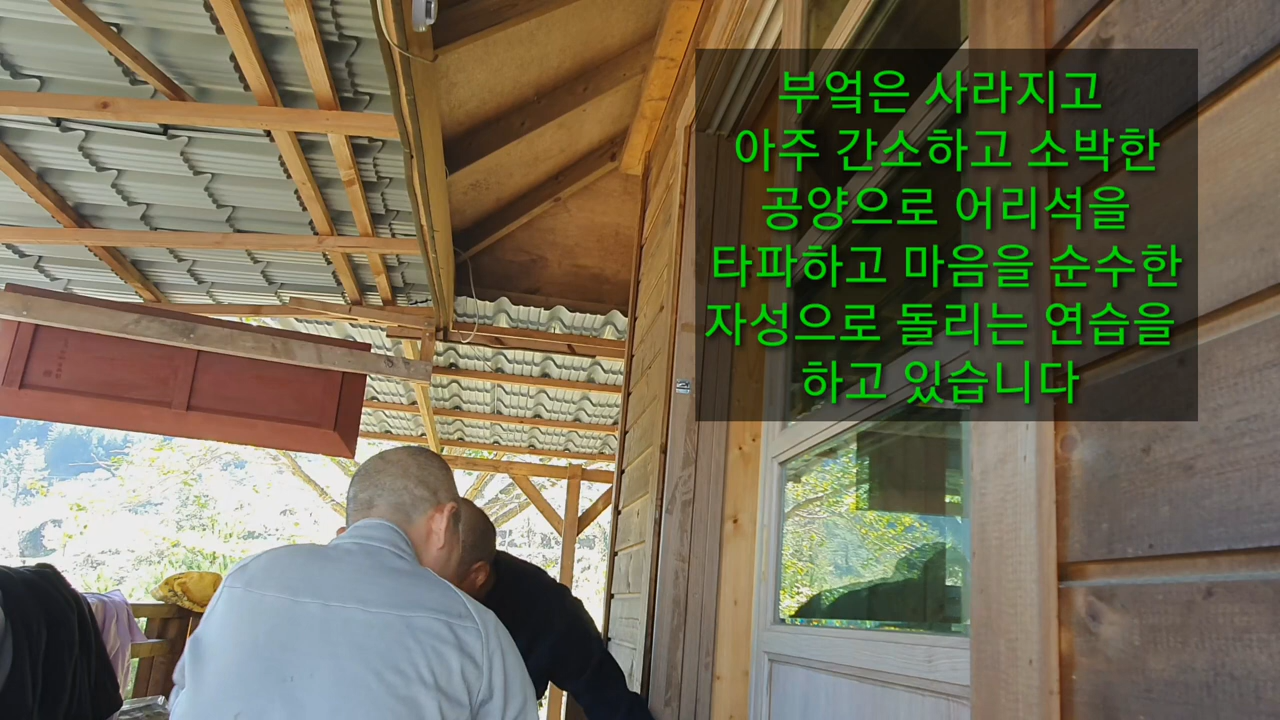 부엌은 사라지고
아주 간소하고 소박한
공양으로 어리석을
타파하고 마음을 순수한
자성으로 돌리는 연습을
하고 있습니다